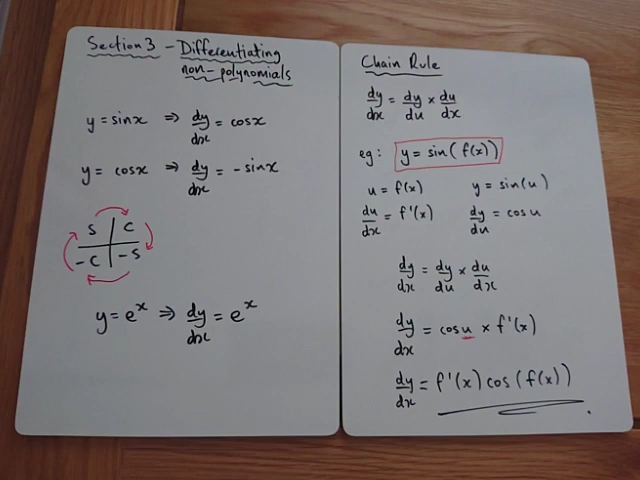 Section 3 - Differentiating
non-polynomials
y = sinx ⇒ dy/dx = cosx
y = cosx ⇒ dy/dx = -sinx
S C
-C -S
y = e^x ⇒ dy/dx = e^x
Chain Rule
dy/dx = dy/du × du/dx
eg: y = sin(f(x))
u = f(x) y = sin(u)
du/dx = f'(x) dy/du = cosu
dy/dx = dy/du × du/dx
dy/dx = cosu × f'(x)
dy/dx = f'(x)cos(f(x))